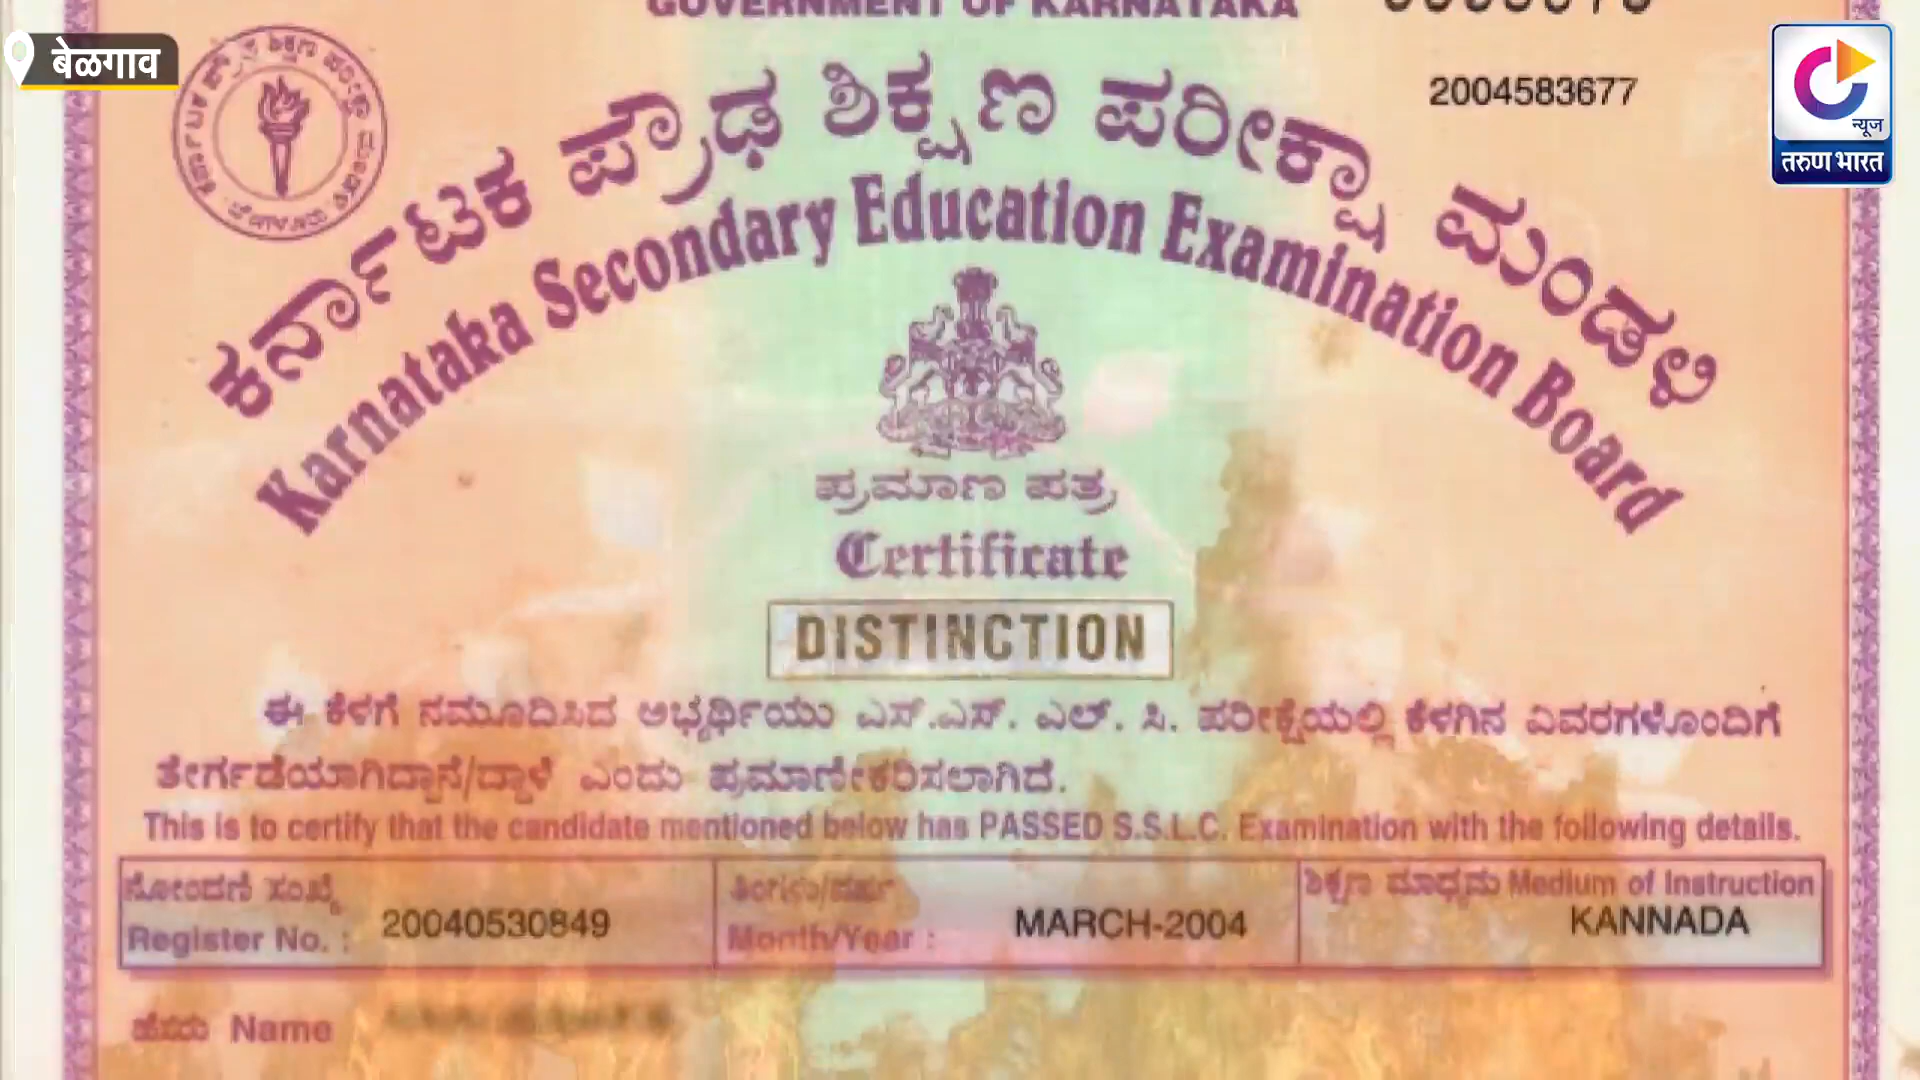 GOVERNMENT OF KARNATAKA
बेळगाव
2004583677
न्यूज
तरुण भारत
ಕರ್ನಾಟಕ ಪ್ರೌಢ ಶಿಕ್ಷಣ ಪರೀಕ್ಷಾ ಮಂಡಳಿ
Karnataka Secondary Education Examination Board
ಪ್ರಮಾಣ ಪತ್ರ
Certificate
DISTINCTION
ಈ ಕೆಳಗೆ ನಮೂದಿಸಿದ ಅಭ್ಯರ್ಥಿಯು ಎಸ್.ಎಸ್. ಎಲ್. ಸಿ. ಪರೀಕ್ಷೆಯಲ್ಲಿ ಕೆಳಗಿನ ವಿವರಗಳೊಂದಿಗೆ
ತೇರ್ಗಡೆಯಾಗಿದ್ದಾನೆ/ದ್ದಾಳೆ ಎಂದು ಪ್ರಮಾಣೀಕರಿಸಲಾಗಿದೆ.
This is to certify that the candidate mentioned below has PASSED S.S.L.C. Examination with the following details.
ನೋಂದಣಿ ಸಂಖ್ಯೆ
Register No. : 20040530849
ತಿಂಗಳು/ವರ್ಷ
Month/Year : MARCH-2004
ಶಿಕ್ಷಣ ಮಾಧ್ಯಮ Medium of Instruction
KANNADA
ಹೆಸರು Name